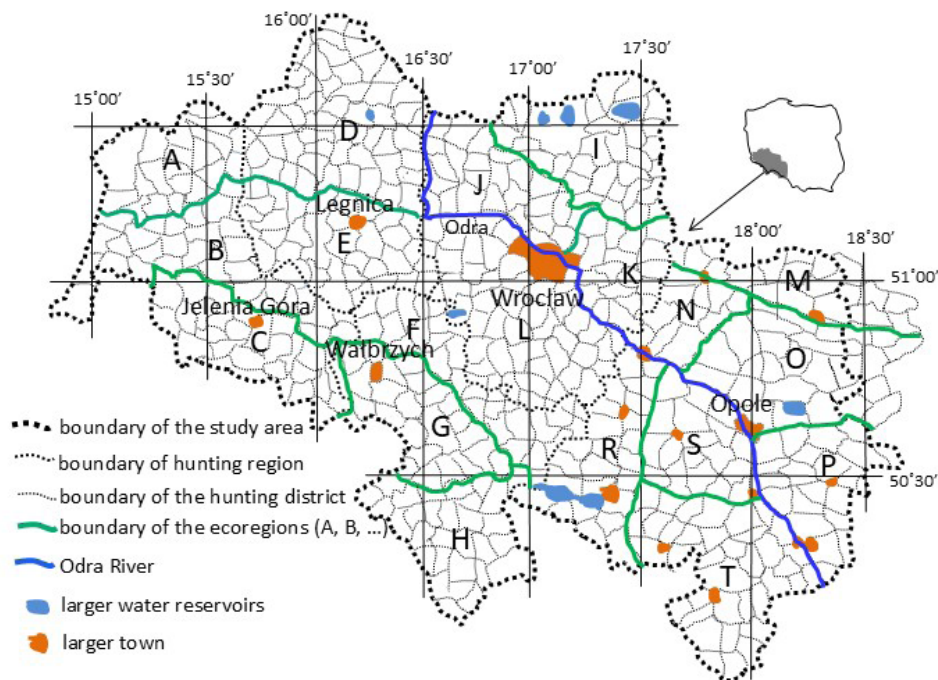 16˚00’
16˚30’
17˚00’
17˚30’
15˚00’
15˚30’
D
I
A
J
Legnica
Odra
E
B
18˚00’
18˚30’
K
M
51˚00’
Wrocław
N
Jelenia Góra
F
L
C
Wałbrzych
O
Opole
G
R
S
P
50˚30’
H
T
boundary of the study area
boundary of hunting region
boundary of the hunting district
boundary of the ecoregions (A, B, ...)
Odra River
larger water reservoirs
larger town